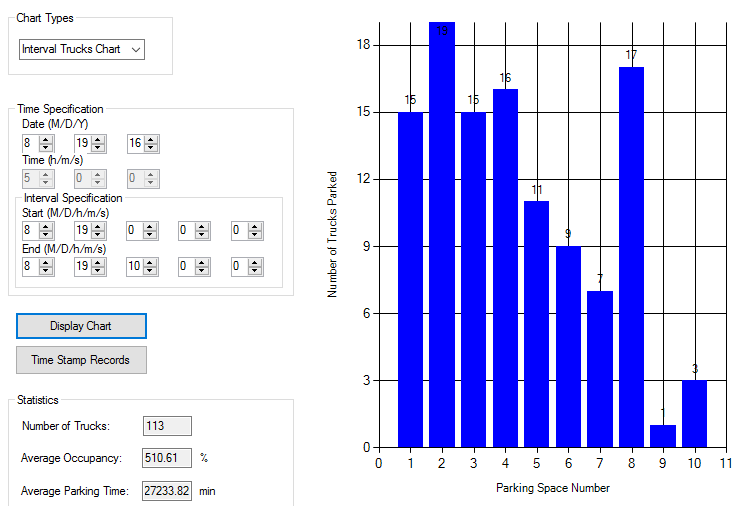 Chart Types
Interval Trucks Chart
Time Specification
Date (M/D/Y)
8 19 16
Time (h/m/s)
5 0 0
Interval Specification
Start (M/D/h/m/s)
8 19 0 0 0
End (M/D/h/m/s)
8 19 10 0 0
Display Chart
Time Stamp Records
Statistics
Number of Trucks: 113
Average Occupancy: 510.61 %
Average Parking Time: 27233.82 min
Number of Trucks Parked
18
15
12
9
6
3
0
15 19 15 16 11 9 7 17 1 3
0 1 2 3 4 5 6 7 8 9 10 11
Parking Space Number